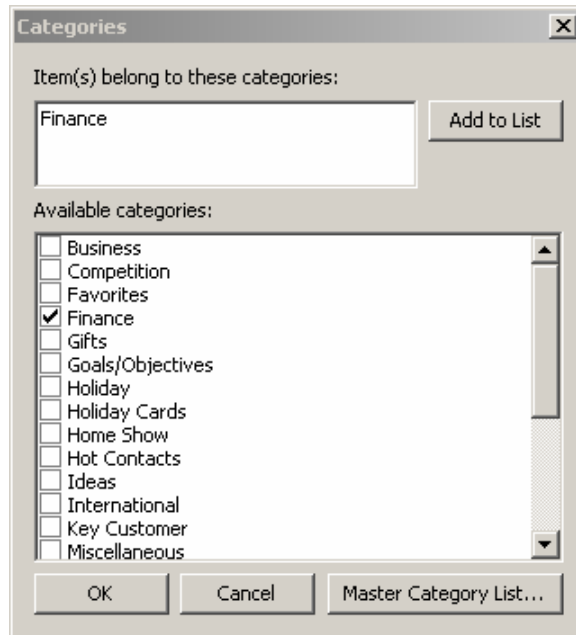 Categories
Item(s) belong to these categories:
Finance
Add to List
Available categories:
Business
Competition
Favorites
Finance
Gifts
Goals/Objectives
Holiday
Holiday Cards
Home Show
Hot Contacts
Ideas
International
Key Customer
Miscellaneous
OK
Cancel
Master Category List...